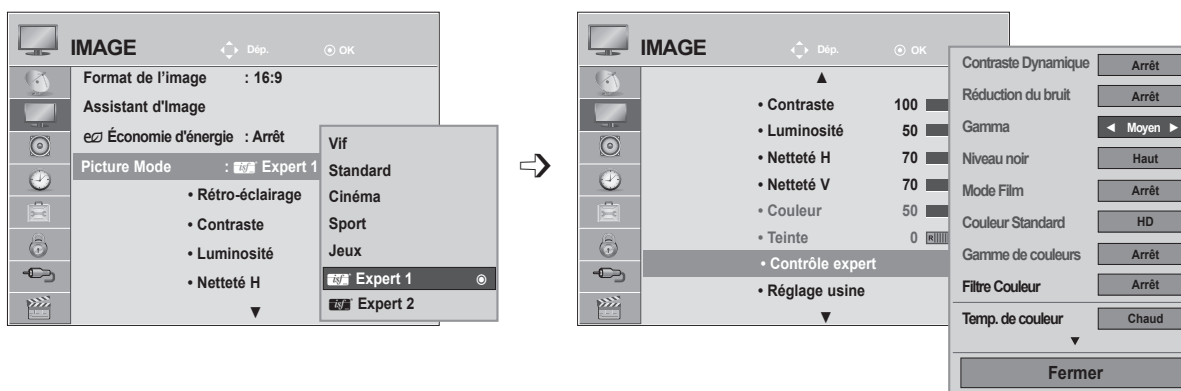 IMAGE
Dép.
OK
Format de l'image : 16:9
Assistant d'Image
Économie d'énergie : Arrêt
Picture Mode : isf Expert 1
• Rétro-éclairage
• Contraste
• Luminosité
• Netteté H
▼
Vif
Standard
Cinéma
Sport
Jeux
isf Expert 1
isf Expert 2
IMAGE
Dép.
OK
▲
• Contraste 100
• Luminosité 50
• Netteté H 70
• Netteté V 70
• Couleur 50
• Teinte 0 R
• Contrôle expert
• Réglage usine
▼
Contraste Dynamique Arrêt
Réduction du bruit Arrêt
Gamma ◄ Moyen ►
Niveau noir Haut
Mode Film Arrêt
Couleur Standard HD
Gamme de couleurs Arrêt
Filtre Couleur Arrêt
Temp. de couleur Chaud
▼
Fermer